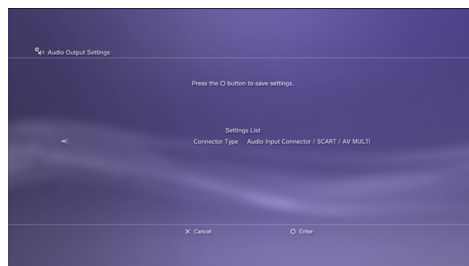 Audio Output Settings
Press the O button to save settings.
Settings List
Connector Type Audio Input Connector / SCART / AV MULTI
X Cancel
O Enter